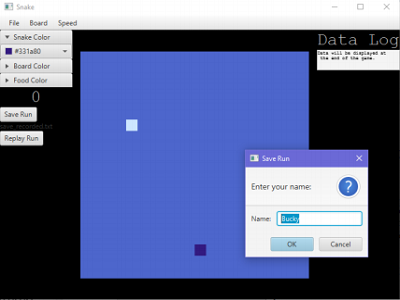 Snake
File Board Speed
Snake Color
#331a80
Board Color
Food Color
0
Save Run
Replay Run
Data Log
Data will be displayed at
the end of the game.
Save Run
Enter your name:
Name: Bucky
OK Cancel